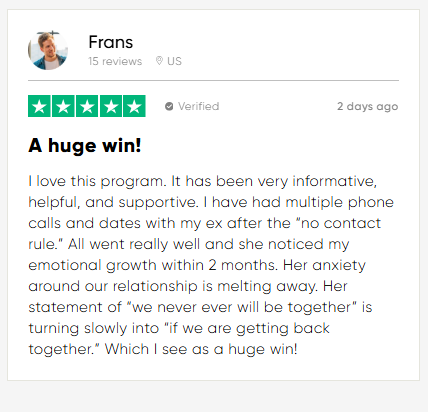 Frans
15 reviews US
Verified 2 days ago
A huge win!
I love this program. It has been very informative,
helpful, and supportive. I have had multiple phone
calls and dates with my ex after the “no contact
rule.” All went really well and she noticed my
emotional growth within 2 months. Her anxiety
around our relationship is melting away. Her
statement of “we never ever will be together” is
turning slowly into “if we are getting back
together.” Which I see as a huge win!